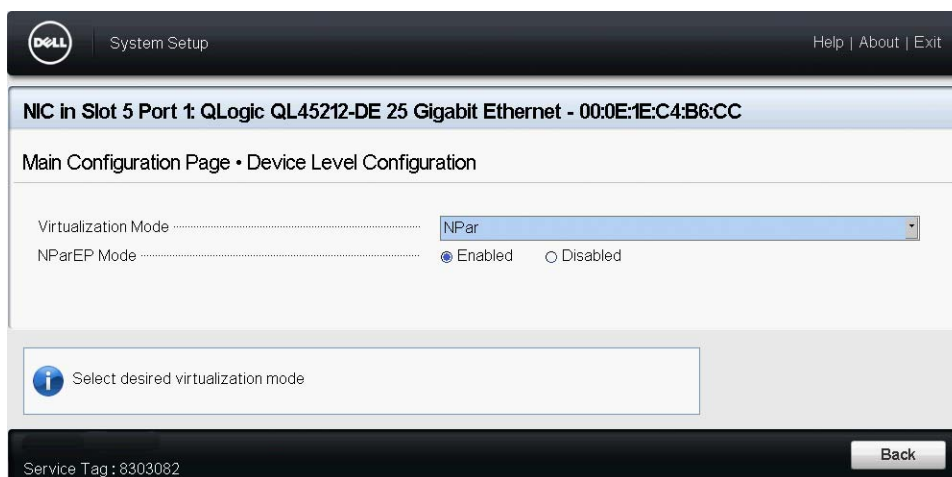 DELL
System Setup
Help | About | Exit
NIC in Slot 5 Port 1: QLogic QL45212-DE 25 Gigabit Ethernet - 00:0E:1E:C4:B6:CC
Main Configuration Page • Device Level Configuration
Virtualization Mode NPar
NParEP Mode Enabled Disabled
Select desired virtualization mode
Service Tag : 8303082
Back